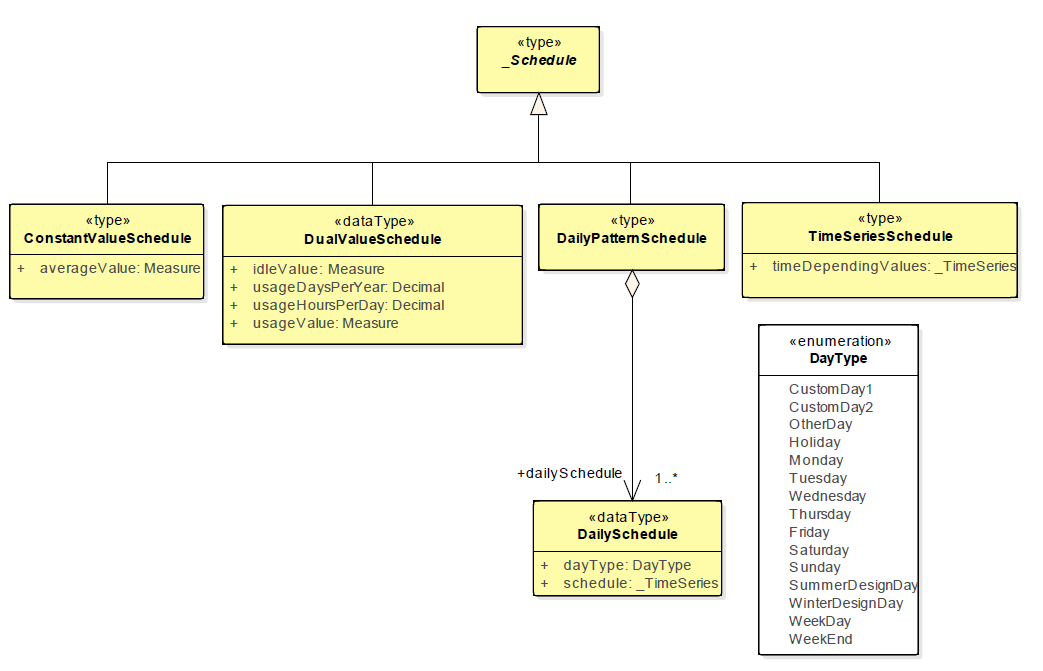 «type»
_Schedule
«type»
ConstantValueSchedule
+ averageValue: Measure
«dataType»
DualValueSchedule
+ idleValue: Measure
+ usageDaysPerYear: Decimal
+ usageHoursPerDay: Decimal
+ usageValue: Measure
«type»
DailyPatternSchedule
«type»
TimeSeriesSchedule
+ timeDependingValues: _TimeSeries
«enumeration»
DayType
CustomDay1
CustomDay2
OtherDay
Holiday
Monday
Tuesday
Wednesday
Thursday
Friday
Saturday
Sunday
SummerDesignDay
WinterDesignDay
WeekDay
WeekEnd
+dailySchedule 1..*
«dataType»
DailySchedule
+ dayType: DayType
+ schedule: _TimeSeries